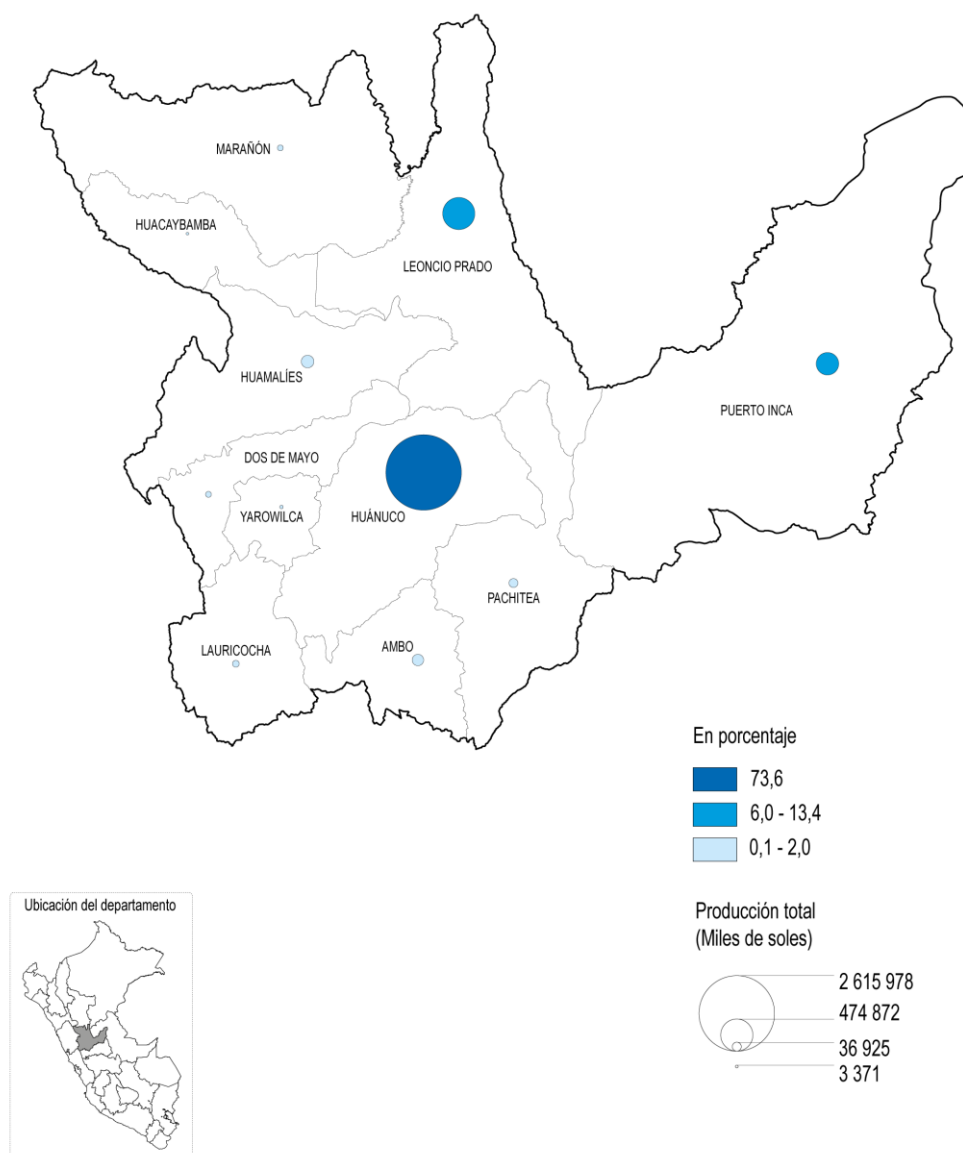 MARAÑÓN
HUACAYBAMBA
LEONCIO PRADO
HUAMALÍES
PUERTO INCA
DOS DE MAYO
YAROWILCA
HUÁNUCO
PACHITEA
LAURICOCHA
AMBO
En porcentaje
73,6
6,0 - 13,4
0,1 - 2,0
Ubicación del departamento
Producción total
(Miles de soles)
2 615 978
474 872
36 925
3 371